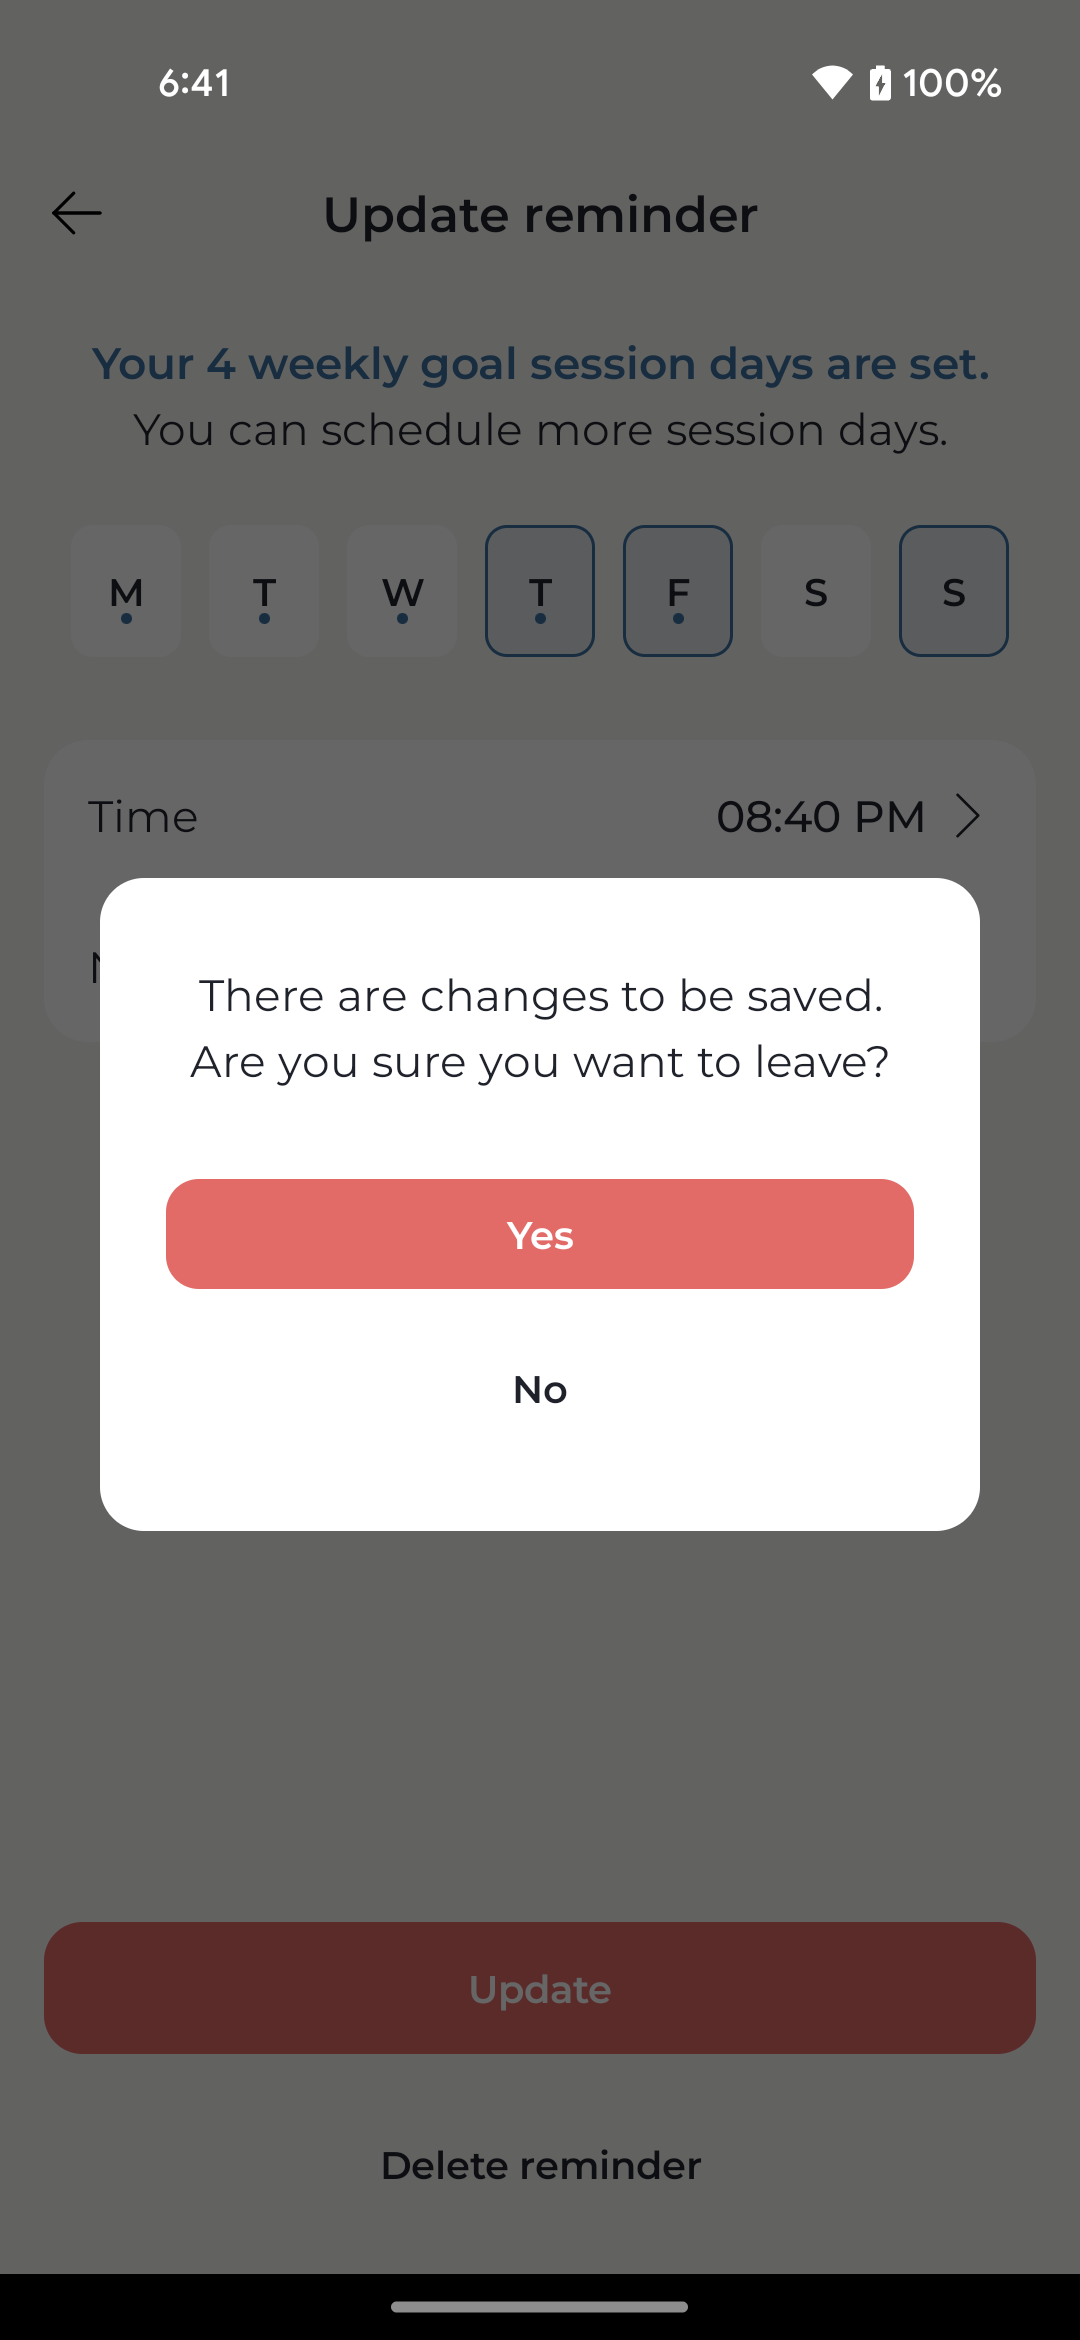 6:41 100%
Update reminder
Your 4 weekly goal session days are set.
You can schedule more session days.
M T W T F S S
Time 08:40 PM
There are changes to be saved.
Are you sure you want to leave?
Yes
No
Update
Delete reminder